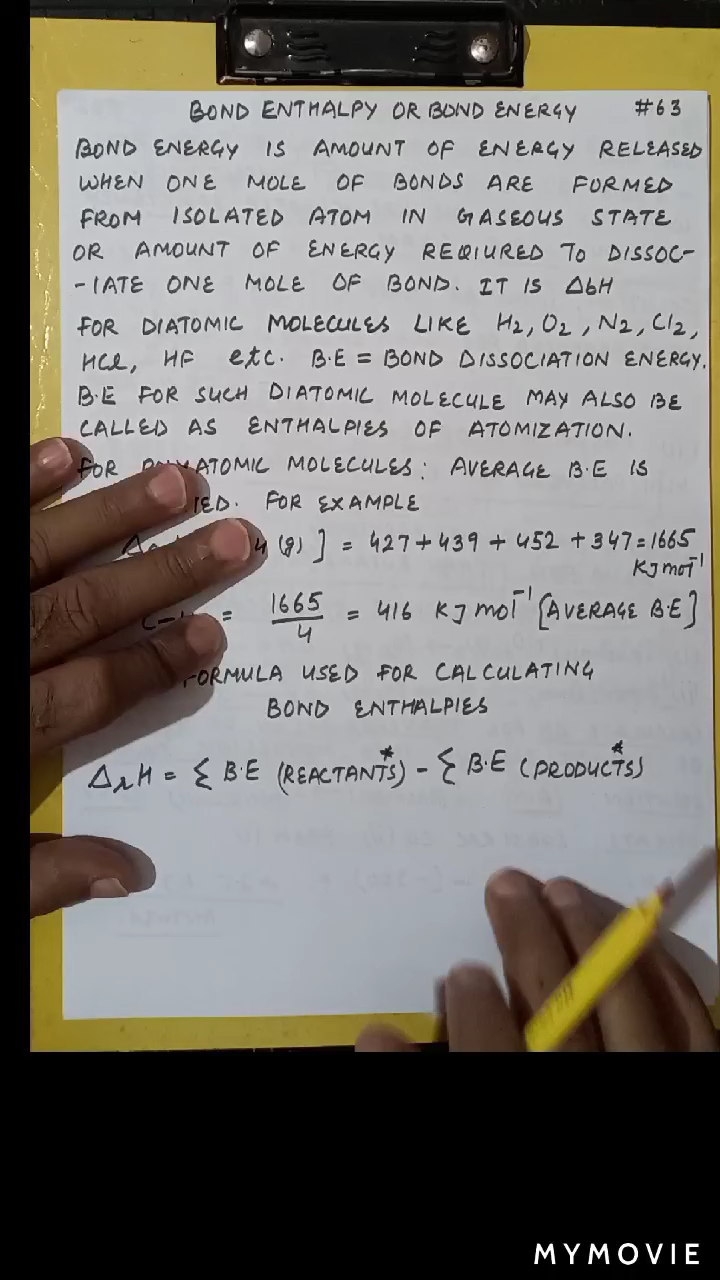 BOND ENTHALPY OR BOND ENERGY #63
BOND ENERGY IS AMOUNT OF ENERGY RELEASED
WHEN ONE MOLE OF BONDS ARE FORMED
FROM ISOLATED ATOM IN GASEOUS STATE
OR AMOUNT OF ENERGY REQIURED TO DISSOC-
-IATE ONE MOLE OF BOND. IT IS ΔbH
FOR DIATOMIC MOLECULES LIKE H2, O2, N2, Cl2,
HCl, HF etc. B.E = BOND DISSOCIATION ENERGY.
B.E FOR SUCH DIATOMIC MOLECULE MAY ALSO BE
CALLED AS ENTHALPIES OF ATOMIZATION.
FOR MOLECULES: AVERAGE B.E IS
FOR EXAMPLE
(g)] = 427+439+452+347=1665
KJ mol⁻¹
= 1665/4 = 416 KJ mol⁻¹ [AVERAGE B.E]
FORMULA USED FOR CALCULATING
BOND ENTHALPIES
ΔrH = Σ B.E (REACTANTS*) - Σ B.E (PRODUCTS*)
MYMOVIE